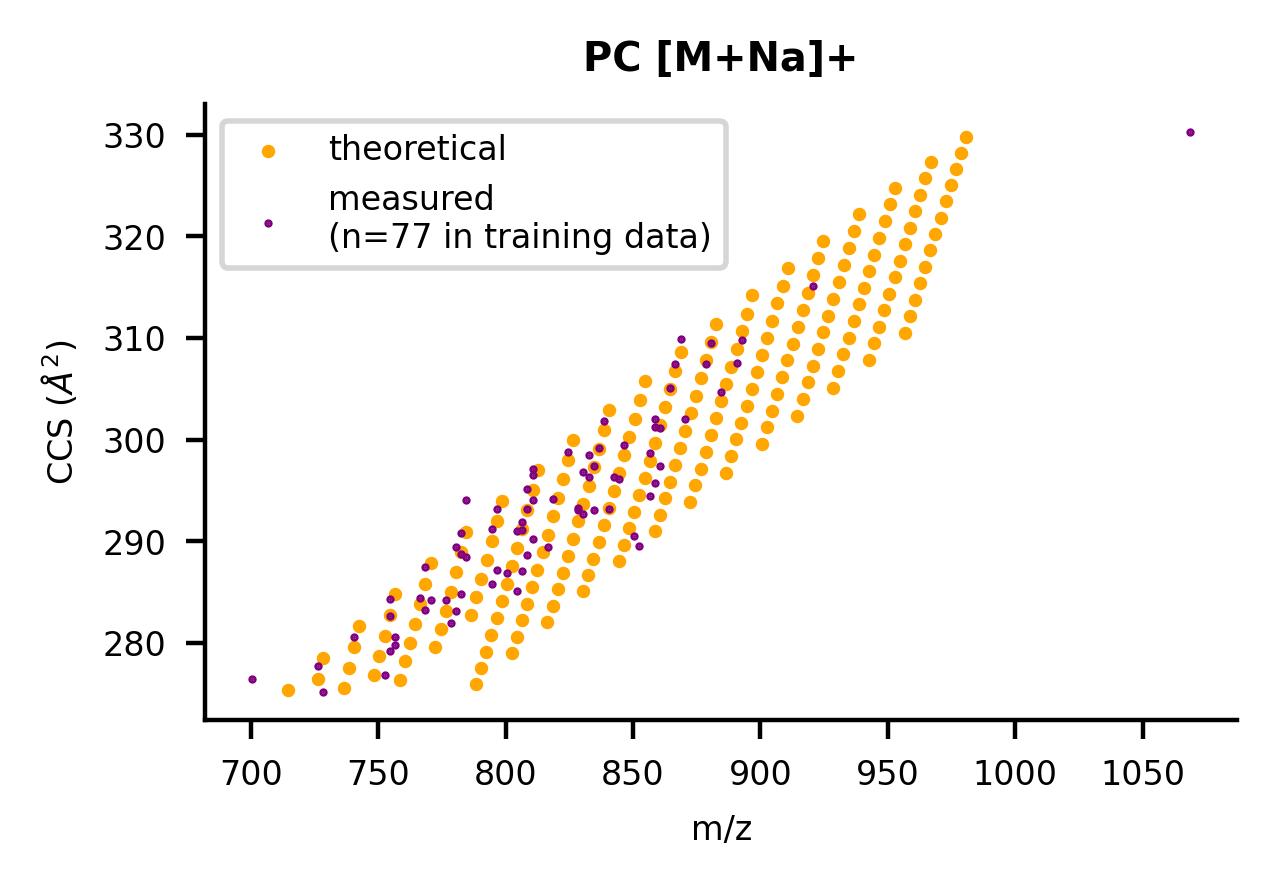 PC [M+Na]+
theoretical
measured
(n=77 in training data)
330
320
310
300
290
280
CCS (Å²)
700 750 800 850 900 950 1000 1050
m/z